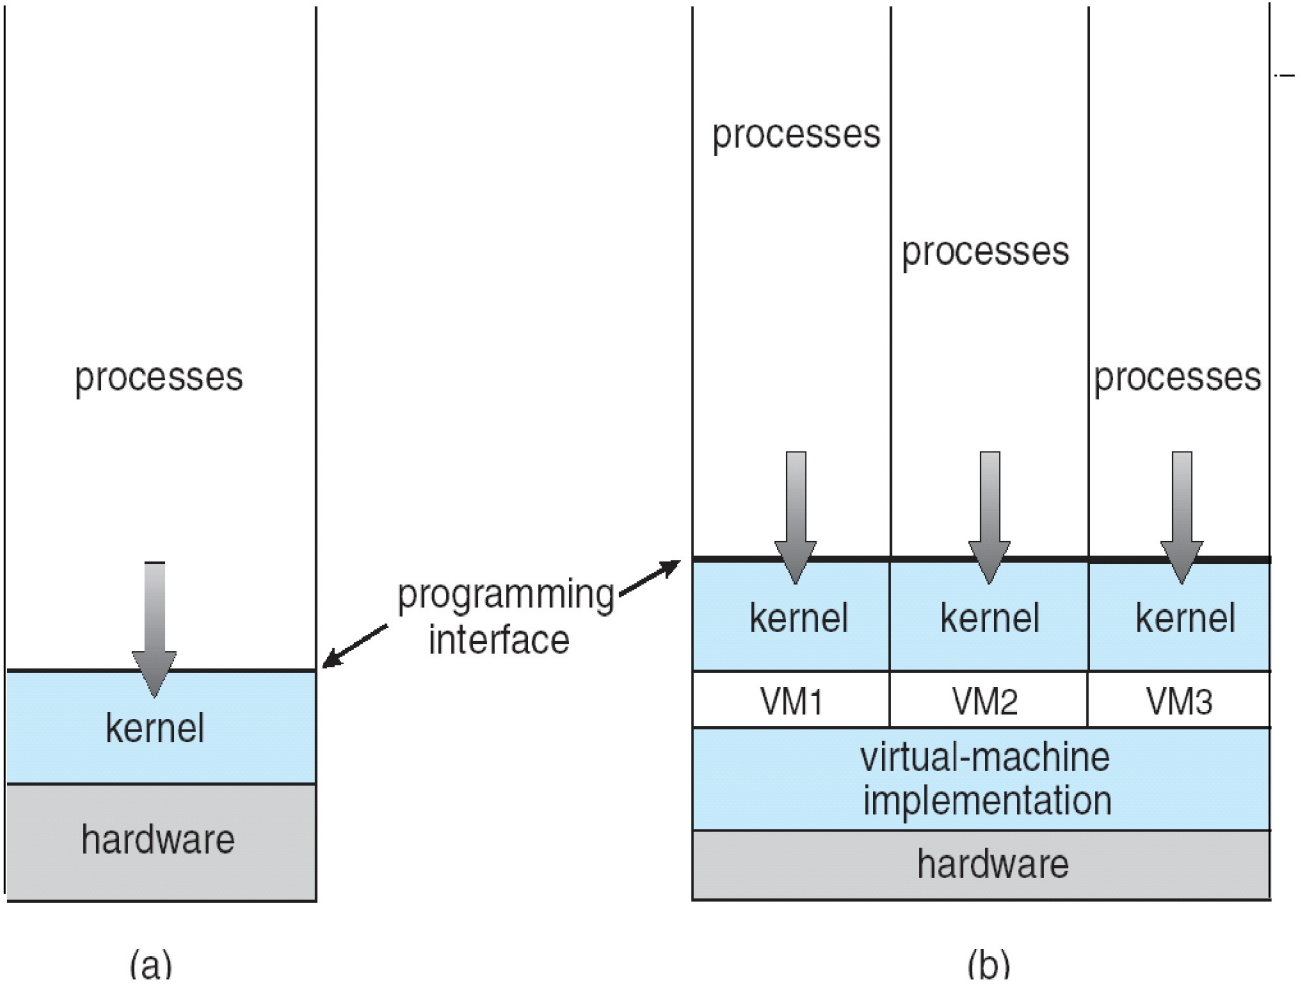 processes
kernel
hardware
(a)
programming
interface
processes
processes
processes
kernel
kernel
kernel
VM1
VM2
VM3
virtual-machine
implementation
hardware
(b)